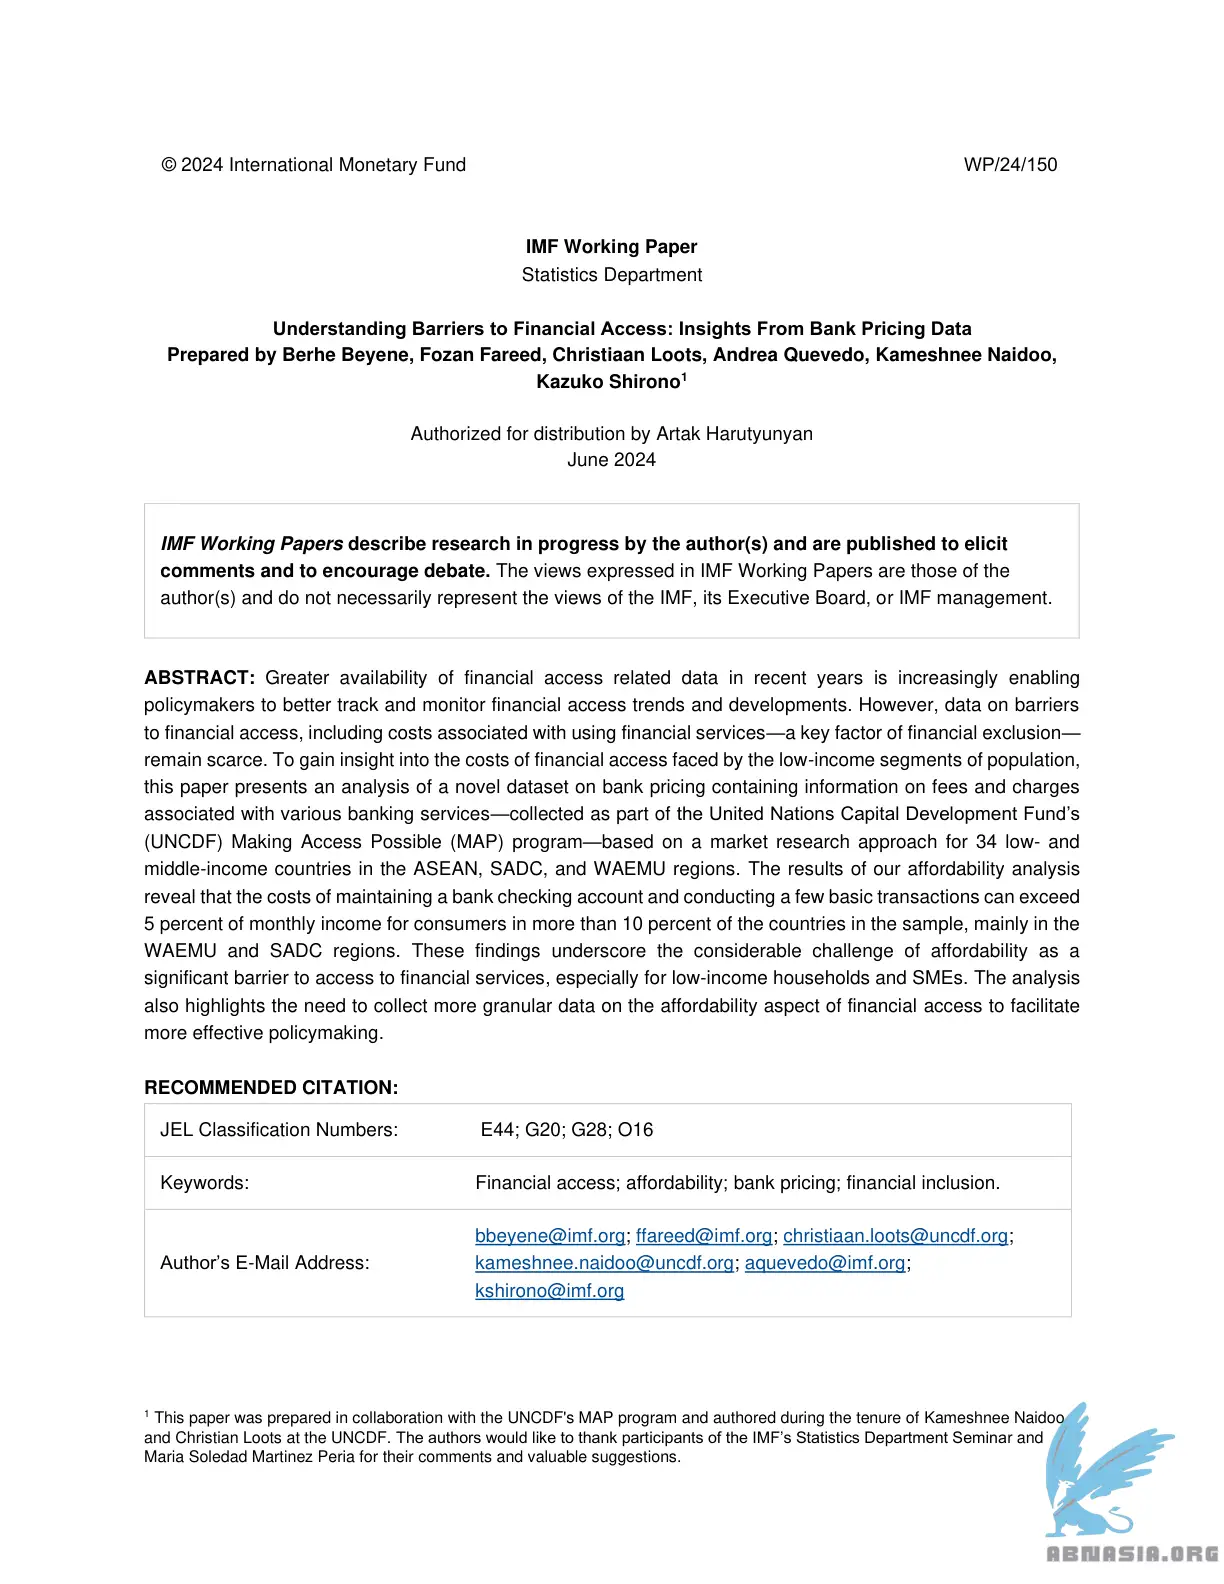 © 2024 International Monetary Fund WP/24/150
IMF Working Paper
Statistics Department
Understanding Barriers to Financial Access: Insights From Bank Pricing Data
Prepared by Berhe Beyene, Fozan Fareed, Christiaan Loots, Andrea Quevedo, Kameshnee Naidoo,
Kazuko Shirono1
Authorized for distribution by Artak Harutyunyan
June 2024
IMF Working Papers describe research in progress by the author(s) and are published to elicit
comments and to encourage debate. The views expressed in IMF Working Papers are those of the
author(s) and do not necessarily represent the views of the IMF, its Executive Board, or IMF management.
ABSTRACT: Greater availability of financial access related data in recent years is increasingly enabling
policymakers to better track and monitor financial access trends and developments. However, data on barriers
to financial access, including costs associated with using financial services—a key factor of financial exclusion—
remain scarce. To gain insight into the costs of financial access faced by the low-income segments of population,
this paper presents an analysis of a novel dataset on bank pricing containing information on fees and charges
associated with various banking services—collected as part of the United Nations Capital Development Fund’s
(UNCDF) Making Access Possible (MAP) program—based on a market research approach for 34 low- and
middle-income countries in the ASEAN, SADC, and WAEMU regions. The results of our affordability analysis
reveal that the costs of maintaining a bank checking account and conducting a few basic transactions can exceed
5 percent of monthly income for consumers in more than 10 percent of the countries in the sample, mainly in the
WAEMU and SADC regions. These findings underscore the considerable challenge of affordability as a
significant barrier to access to financial services, especially for low-income households and SMEs. The analysis
also highlights the need to collect more granular data on the affordability aspect of financial access to facilitate
more effective policymaking.
RECOMMENDED CITATION:
JEL Classification Numbers: E44; G20; G28; O16
Keywords: Financial access; affordability; bank pricing; financial inclusion.
Author’s E-Mail Address: bbeyene@imf.org; ffareed@imf.org; christiaan.loots@uncdf.org;
kameshnee.naidoo@uncdf.org; aquevedo@imf.org;
kshirono@imf.org
1 This paper was prepared in collaboration with the UNCDF's MAP program and authored during the tenure of Kameshnee Naidoo
and Christian Loots at the UNCDF. The authors would like to thank participants of the IMF’s Statistics Department Seminar and
Maria Soledad Martinez Peria for their comments and valuable suggestions.
ABNASIA.ORG